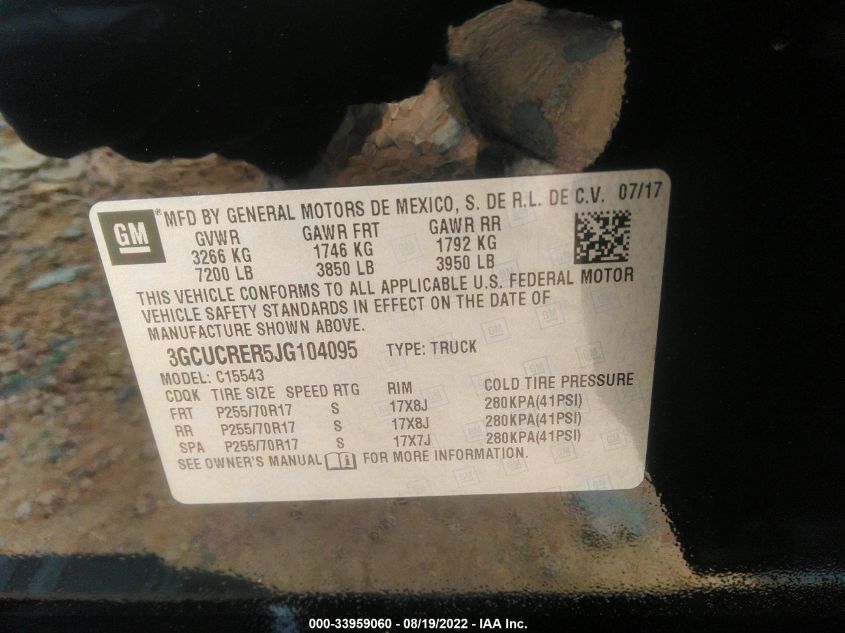 GM
® MFD BY GENERAL MOTORS DE MEXICO, S. DE R.L. DE C.V. 07/17
GVWR GAWR FRT GAWR RR
3266 KG 1746 KG 1792 KG
7200 LB 3850 LB 3950 LB
THIS VEHICLE CONFORMS TO ALL APPLICABLE U.S. FEDERAL MOTOR
VEHICLE SAFETY STANDARDS IN EFFECT ON THE DATE OF
MANUFACTURE SHOWN ABOVE.
3GCUCRER5JG104095 TYPE: TRUCK
MODEL: C15543
CDQK TIRE SIZE SPEED RTG RIM COLD TIRE PRESSURE
FRT P255/70R17 S 17X8J 280KPA(41PSI)
RR P255/70R17 S 17X8J 280KPA(41PSI)
SPA P255/70R17 S 17X7J 280KPA(41PSI)
SEE OWNER'S MANUAL FOR MORE INFORMATION.
000-33959060 - 08/19/2022 - IAA Inc.